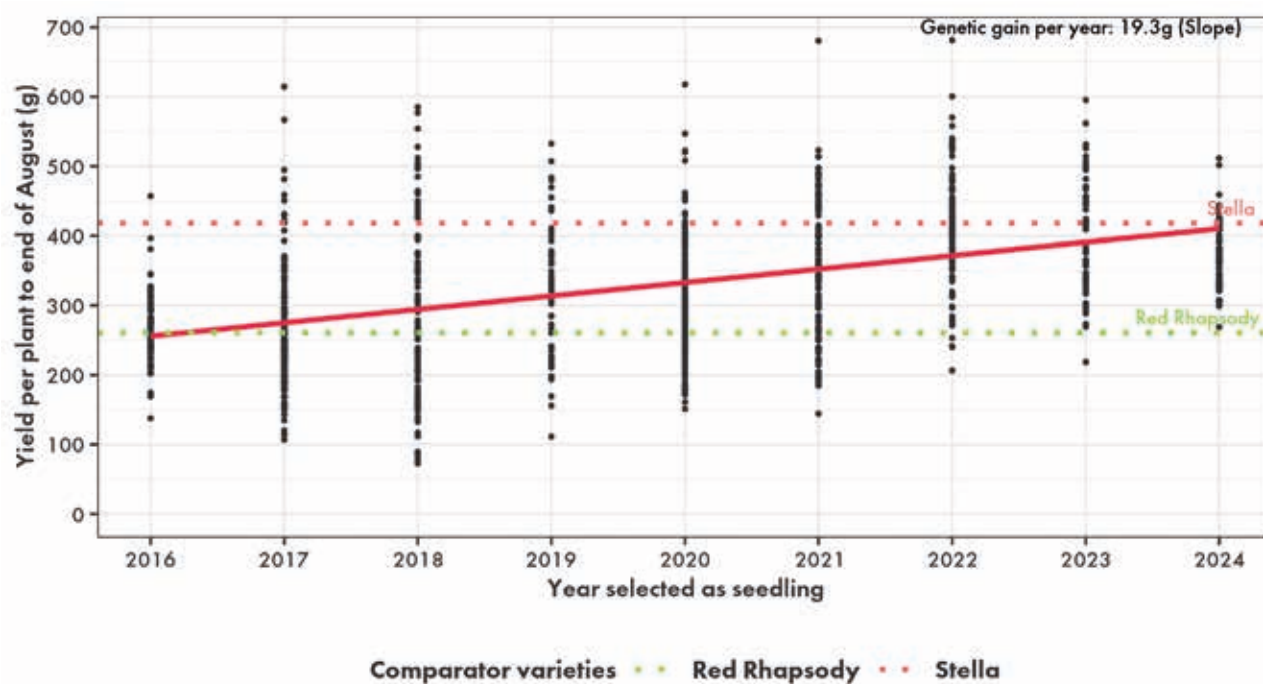 Genetic gain per year: 19.3g (Slope)
Yield per plant to end of August (g)
700
600
500
400
300
200
100
0
Stella
Red Rhapsody
2016 2017 2018 2019 2020 2021 2022 2023 2024
Year selected as seedling
Comparator varieties Red Rhapsody Stella